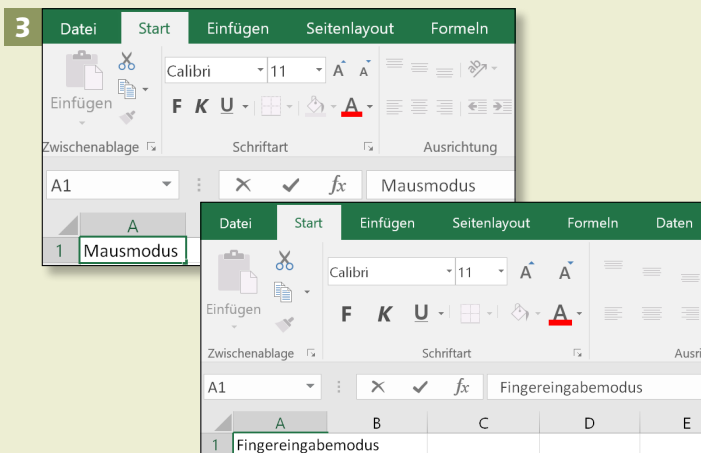 3
Datei Start Einfügen Seitenlayout Formeln
Calibri 11 A A
Einfügen
F K U A
Zwischenablage Schriftart Ausrichtung
A1 fx Mausmodus
A
1 Mausmodus
Datei Start Einfügen Seitenlayout Formeln Daten
Calibri 11 A A
Einfügen
F K U A
Zwischenablage Schriftart Ausri
A1 fx Fingereingabemodus
A B C D E
1 Fingereingabemodus